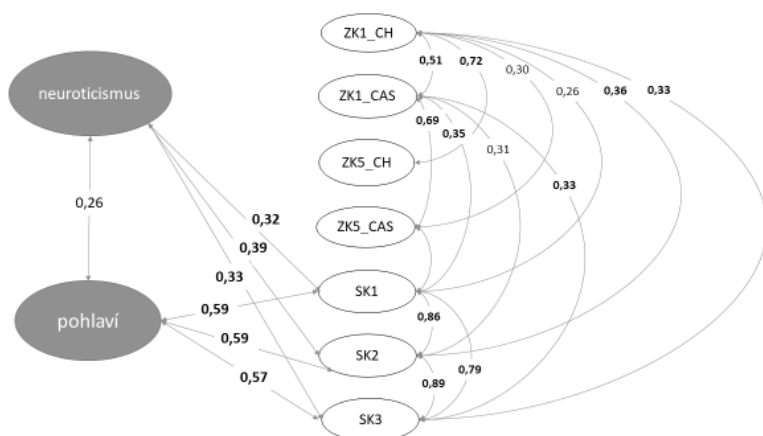 ZK1_CH
0,51
0,72
0,30
0,26
0,36
0,33
neuroticismus
ZK1_CAS
0,69
0,35
0,31
ZK5_CH
0,33
0,26
ZK5_CAS
0,32
0,39
0,33
SK1
pohlaví
0,59
0,86
0,59
SK2
0,57
0,89
0,79
SK3